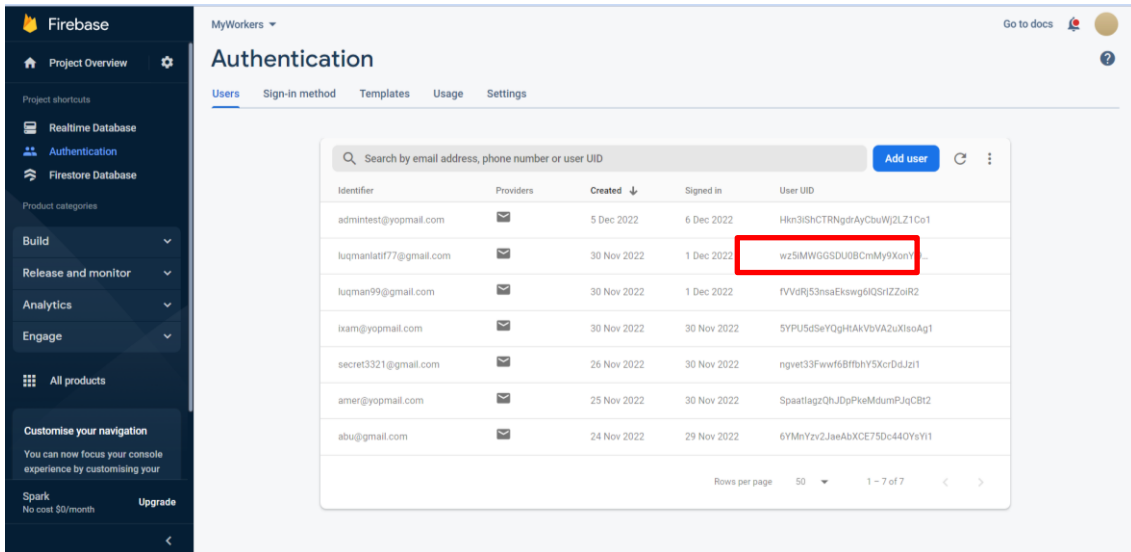 Firebase
Project Overview
Project shortcuts
Realtime Database
Authentication
Firestore Database
Product categories
Build
Release and monitor
Analytics
Engage
All products
Customise your navigation
You can now focus your console
experience by customising your
Spark
No cost $0/month
Upgrade
MyWorkers
Go to docs
Authentication
Users Sign-in method Templates Usage Settings
Search by email address, phone number or user UID
Add user
Identifier Providers Created Signed in User UID
admintest@yopmail.com 5 Dec 2022 6 Dec 2022 Hkn3iShCTRNgdrAyCbuWj2LZ1Co1
luqmanlatif77@gmail.com 30 Nov 2022 1 Dec 2022
luqman99@gmail.com 30 Nov 2022 1 Dec 2022 fVVdRj53nsaEkswg6IQSrIZZoiR2
ixam@yopmail.com 30 Nov 2022 30 Nov 2022 5YPU5dSeYQgHtAkVbVA2uXIsoAg1
secret3321@gmail.com 26 Nov 2022 30 Nov 2022 ngvet33Fwwf6BffbhY5XcrDdJzi1
amer@yopmail.com 25 Nov 2022 30 Nov 2022 SpaatlagzQhJDpPkeMdumPJqCBt2
abu@gmail.com 24 Nov 2022 29 Nov 2022 6YMnYzv2JaeAbXCE75Dc44OYsYi1
Rows per page 50 1 – 7 of 7